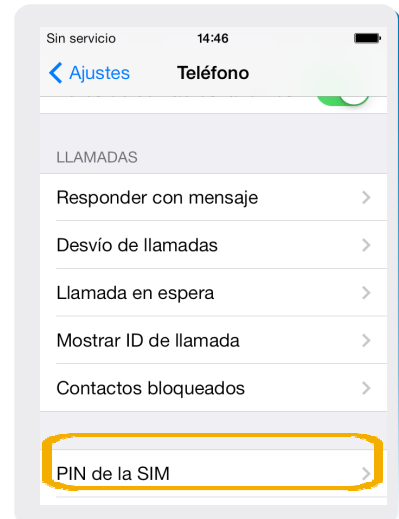 Sin servicio 14:46
Ajustes Teléfono
LLAMADAS
Responder con mensaje
Desvío de llamadas
Llamada en espera
Mostrar ID de llamada
Contactos bloqueados
PIN de la SIM